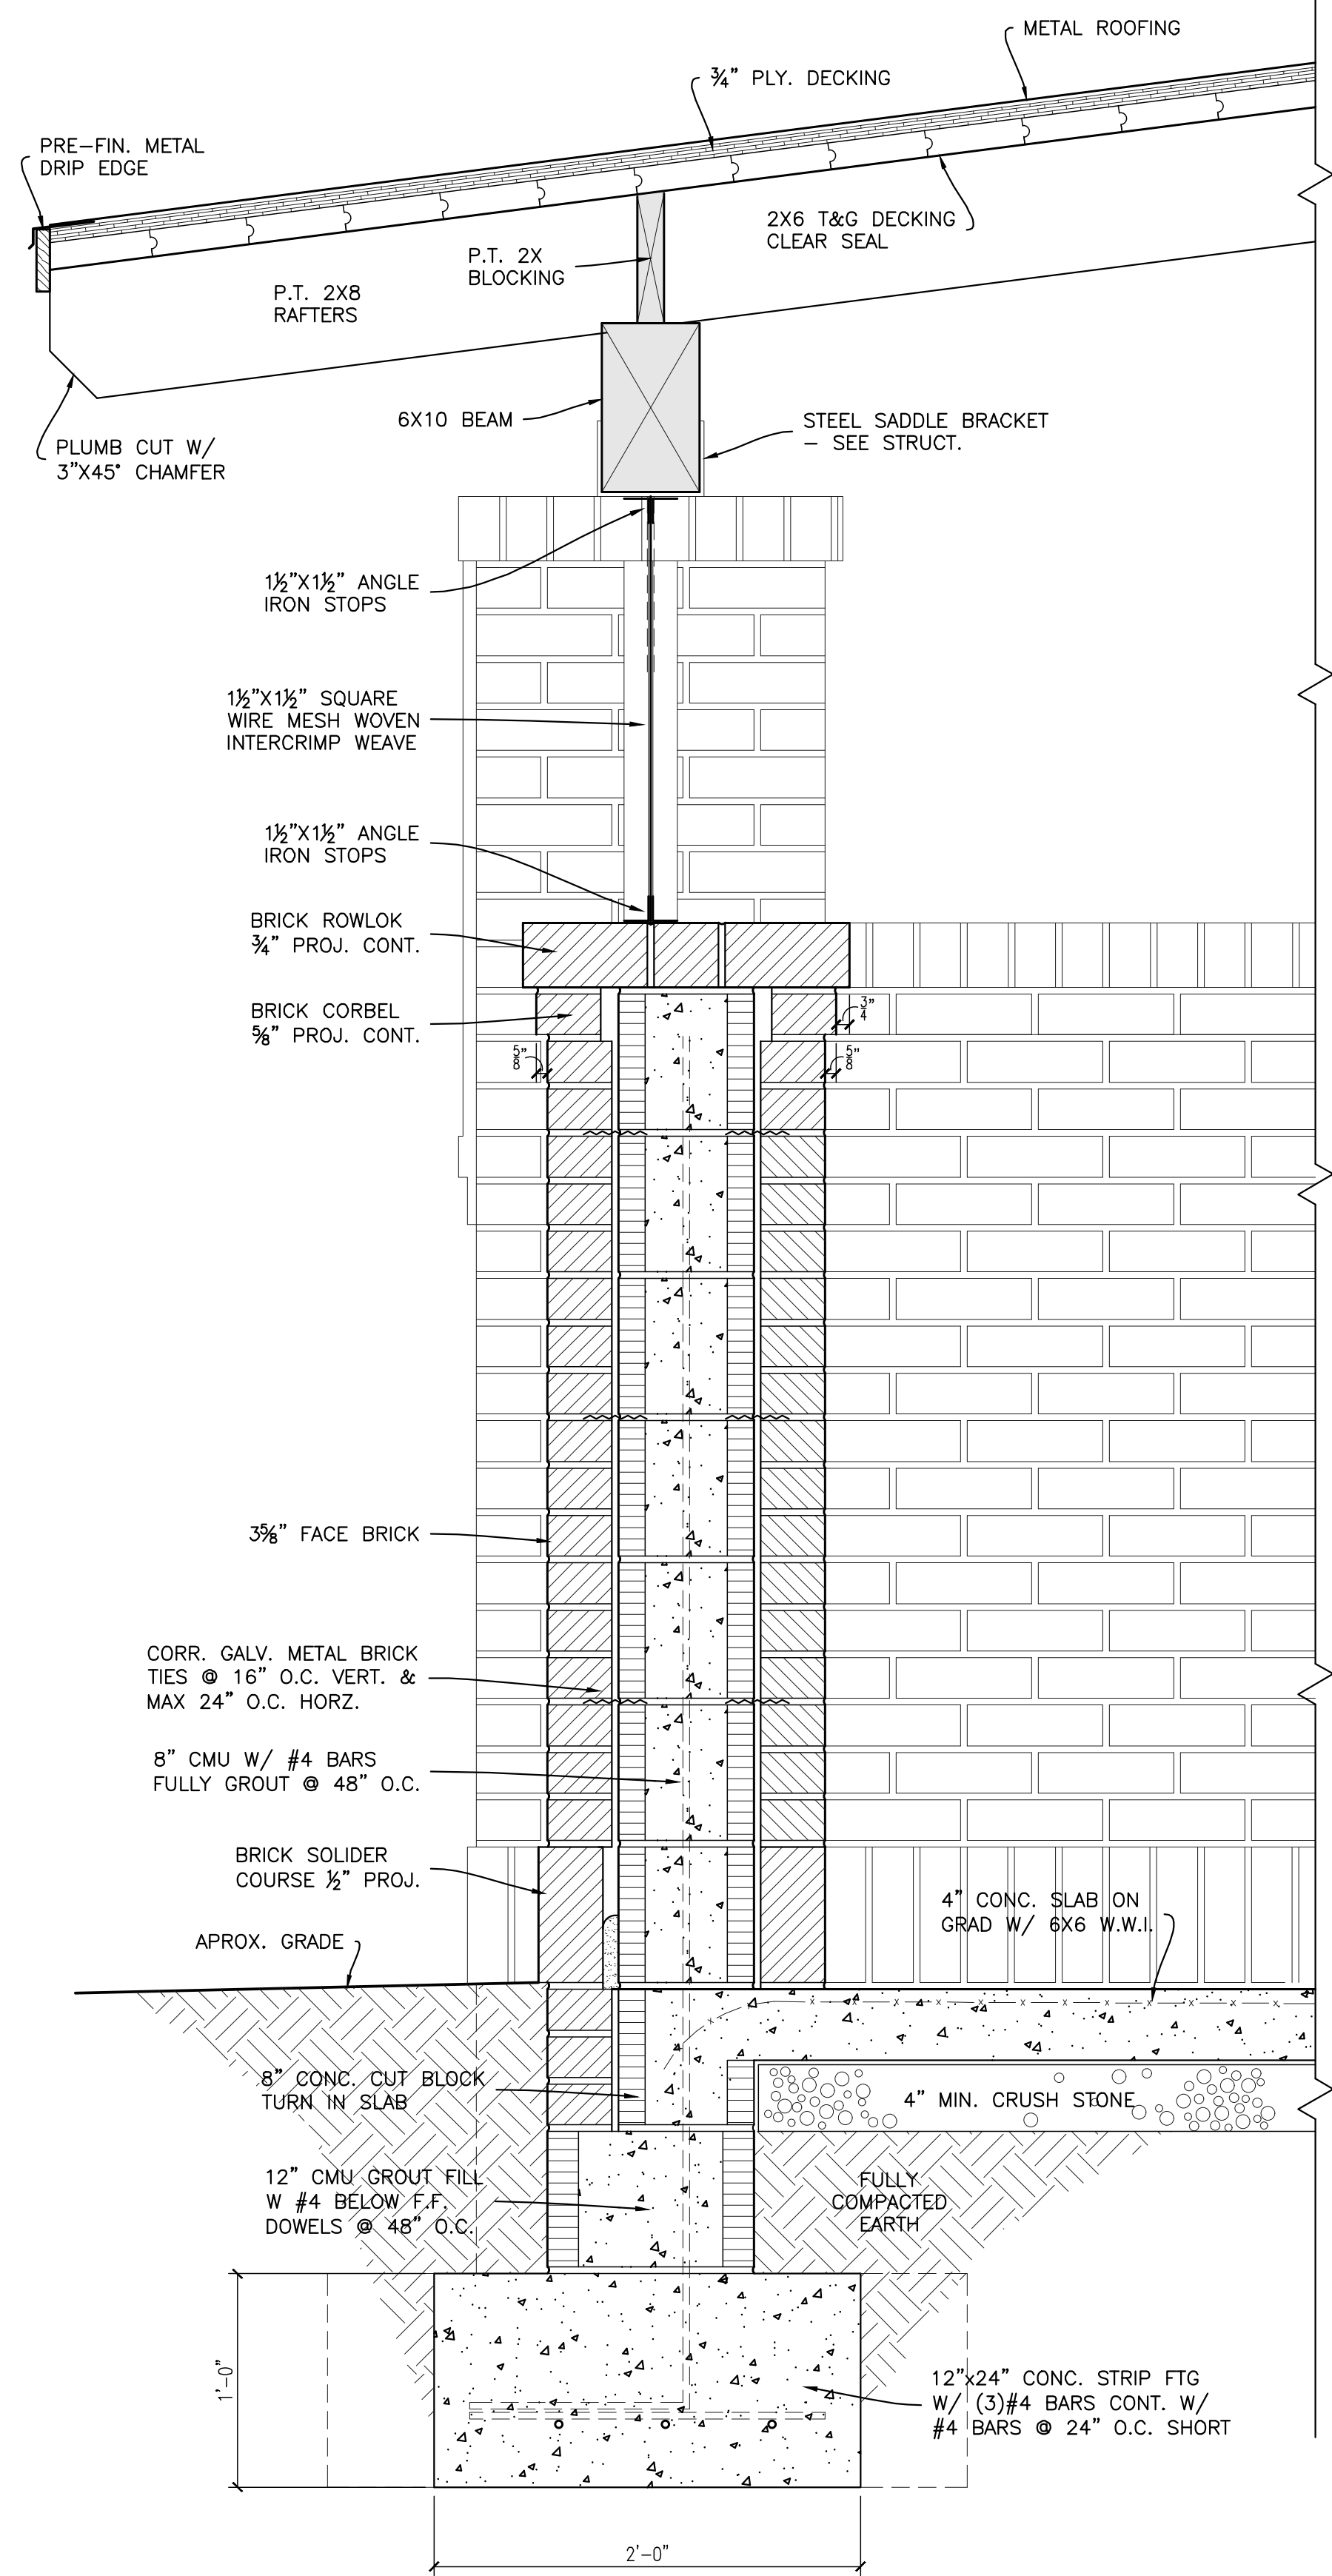 METAL ROOFING
¾" PLY. DECKING
PRE-FIN. METAL
DRIP EDGE
2X6 T&G DECKING
CLEAR SEAL
P.T. 2X
BLOCKING
P.T. 2X8
RAFTERS
6X10 BEAM
STEEL SADDLE BRACKET
- SEE STRUCT.
PLUMB CUT W/
3"X45° CHAMFER
1½"X1½" ANGLE
IRON STOPS
1½"X1½" SQUARE
WIRE MESH WOVEN
INTERCRIMP WEAVE
1½"X1½" ANGLE
IRON STOPS
BRICK ROWLOK
¾" PROJ. CONT.
BRICK CORBEL
⅝" PROJ. CONT.
¾"
⅝"
⅝"
3⅝" FACE BRICK
CORR. GALV. METAL BRICK
TIES @ 16" O.C. VERT. &
MAX 24" O.C. HORZ.
8" CMU W/ #4 BARS
FULLY GROUT @ 48" O.C.
BRICK SOLIDER
COURSE ½" PROJ.
4" CONC. SLAB ON
GRAD W/ 6X6 W.W.I.
APROX. GRADE
8" CONC. CUT BLOCK
TURN IN SLAB
4" MIN. CRUSH STONE
12" CMU GROUT FILL
W #4 BELOW F.F.
DOWELS @ 48" O.C.
FULLY
COMPACTED
EARTH
1'-0"
12"x24" CONC. STRIP FTG
W/ (3)#4 BARS CONT. W/
#4 BARS @ 24" O.C. SHORT
2'-0"